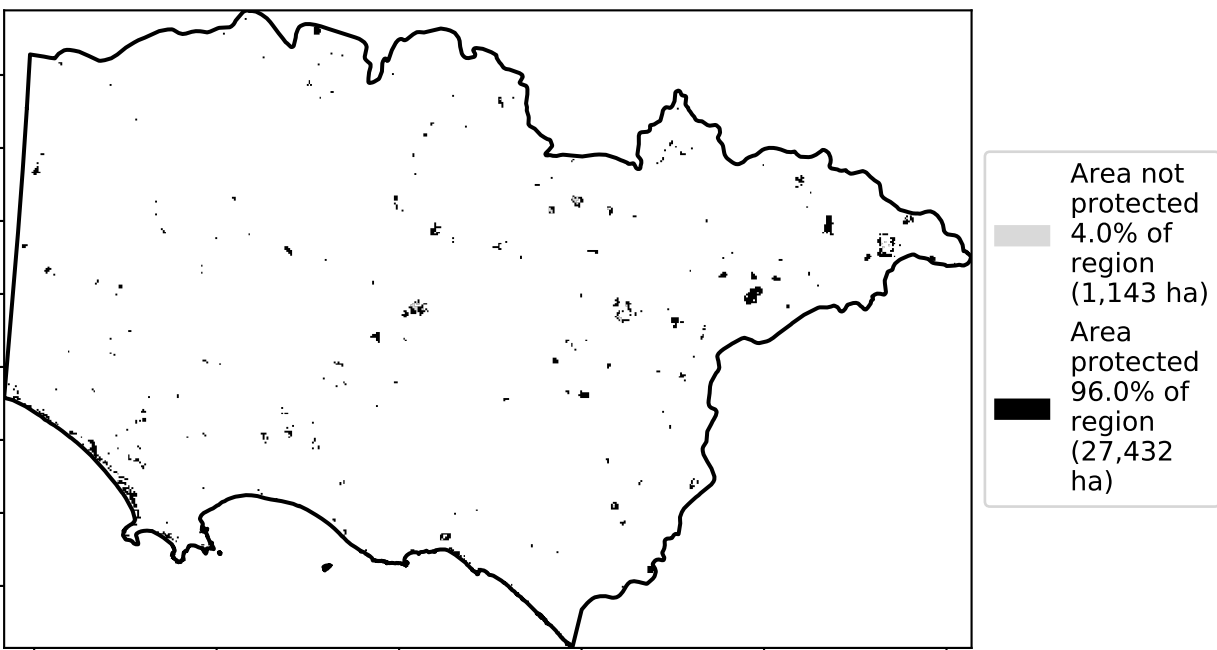 Area not
protected
4.0% of
region
(1,143 ha)
Area
protected
96.0% of
region
(27,432
ha)